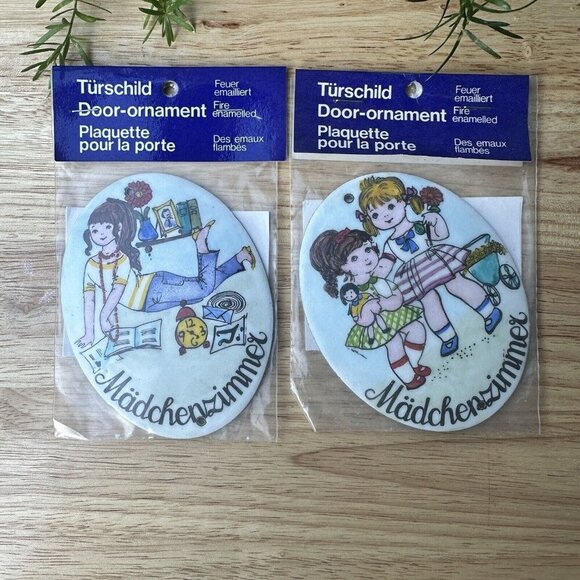 Türschild
Feuer
emailliert
Door-ornament
Fire
enamelled
Plaquette
pour la porte
Des emaux
flambés
Mädchenzimmer
Türschild
Feuer
emailliert
Door-ornament
Fire
enamelled
Plaquette
pour la porte
Des emaux
flambés
Mädchenzimmer